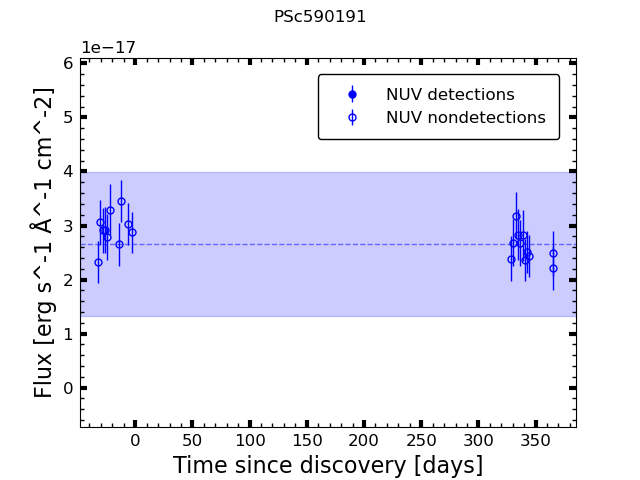 PSc590191
1e−17
6
5
4
3
2
1
0
Flux [erg s^-1 Å^-1 cm^-2]
NUV detections
NUV nondetections
0 50 100 150 200 250 300 350
Time since discovery [days]